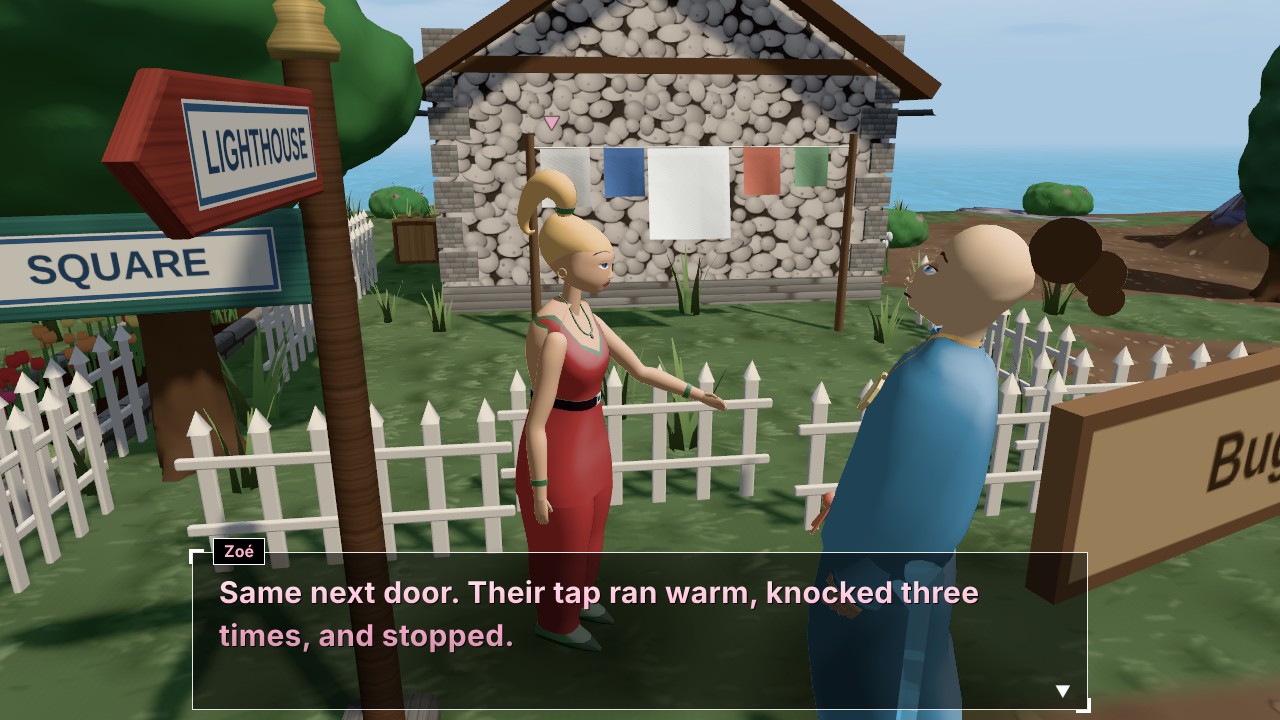 LIGHTHOUSE
SQUARE
Zoé
Same next door. Their tap ran warm, knocked three
times, and stopped.